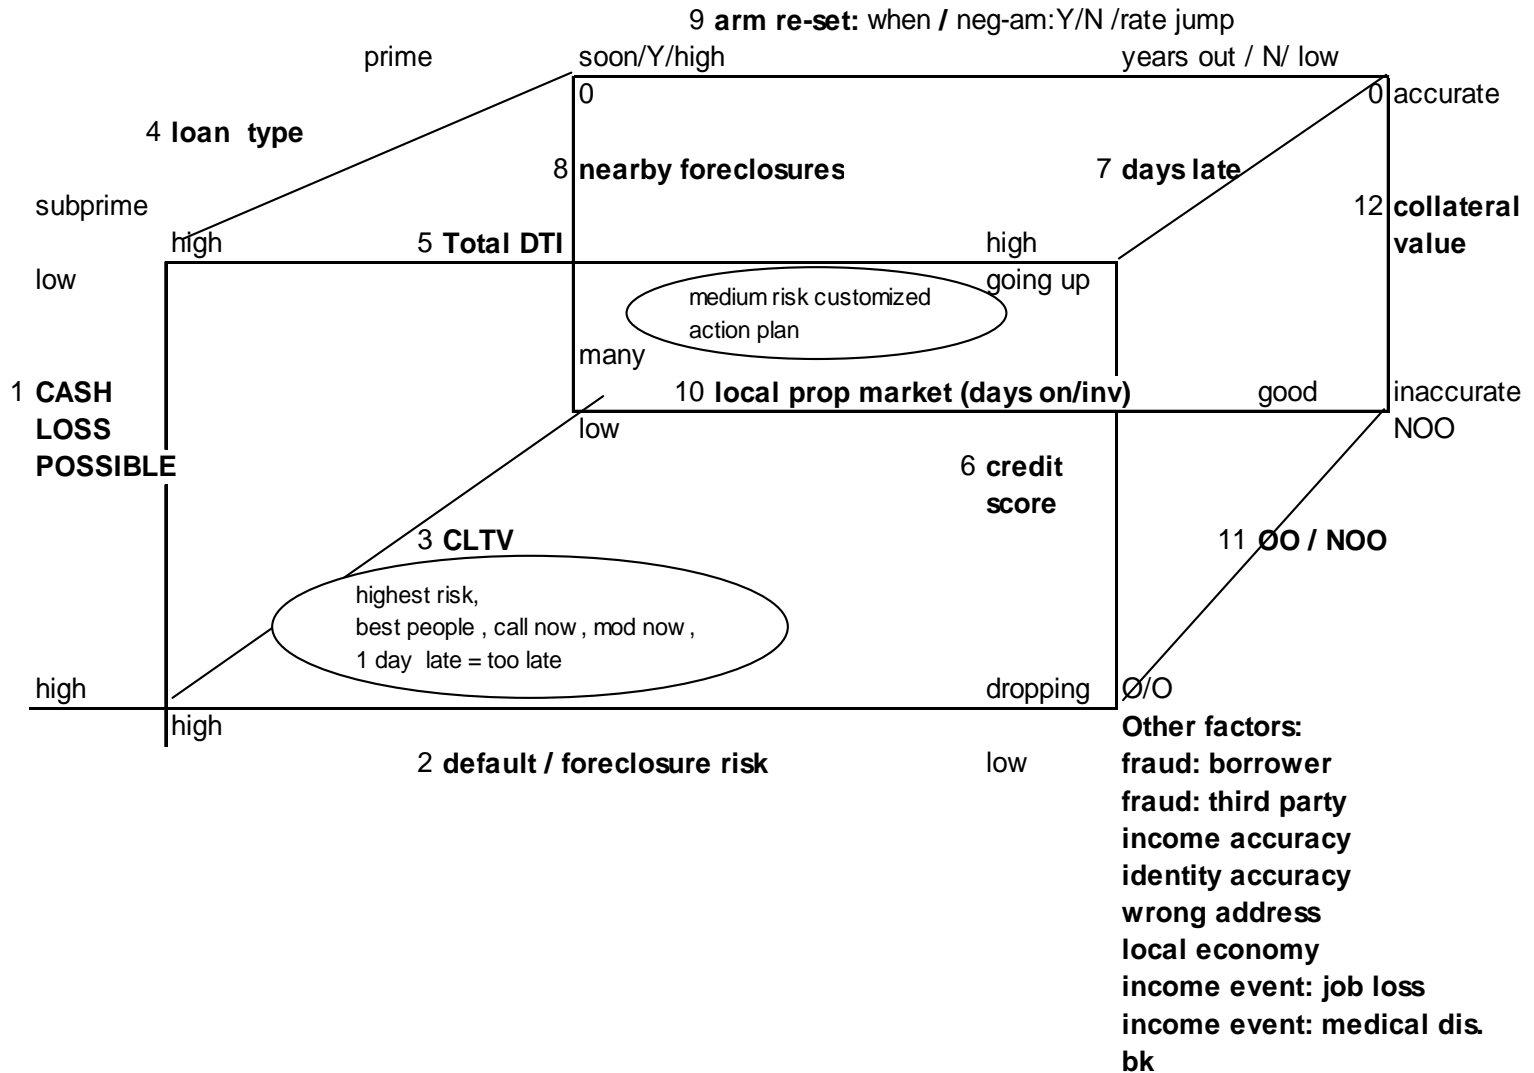 9 arm re-set: when / neg-am:Y/N /rate jump
prime soon/Y/high years out / N/ low
0 0 accurate
4 loan type
8 nearby foreclosures 7 days late
subprime 12 collateral
high 5 Total DTI high value
low going up
medium risk customized
action plan
many
1 CASH 10 local prop market (days on/inv) good inaccurate
LOSS low NOO
POSSIBLE 6 credit
score
3 CLTV 11 OO / NOO
highest risk,
best people , call now , mod now ,
1 day late = too late
high dropping O/O
high Other factors:
2 default / foreclosure risk low fraud: borrower
fraud: third party
income accuracy
identity accuracy
wrong address
local economy
income event: job loss
income event: medical dis.
bk